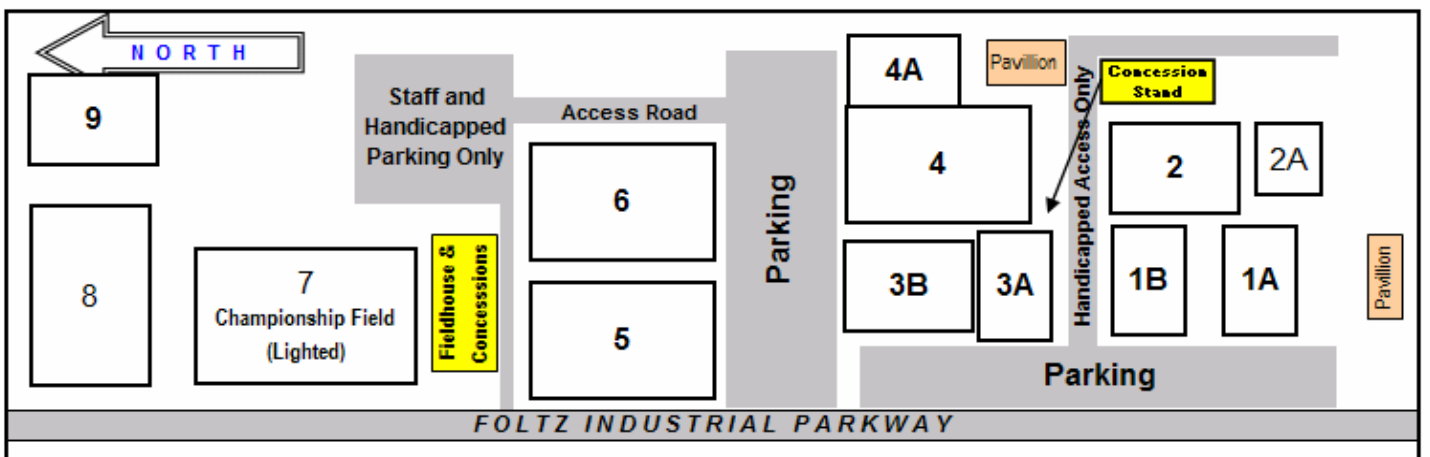 N O R T H
9
8
7
Championship Field
(Lighted)
Staff and
Handicapped
Parking Only
Fieldhouse &
Concesssions
Access Road
6
5
Parking
4A
Pavillion
4
3B
3A
Handicapped Access Only
Concession
Stand
2
2A
1B
1A
Pavillion
Parking
FOLTZ INDUSTRIAL PARKWAY